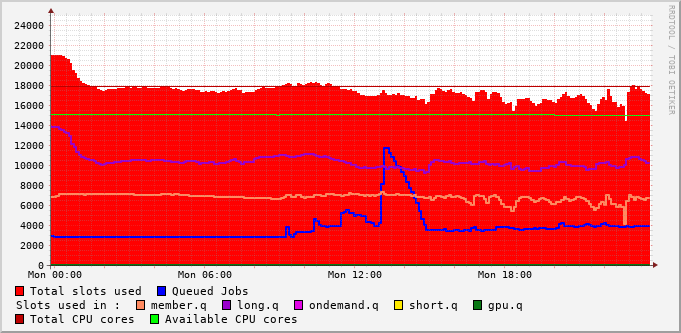 24000
22000
20000
18000
16000
14000
12000
10000
8000
6000
4000
2000
0
Mon 00:00 Mon 06:00 Mon 12:00 Mon 18:00
RRDTOOL / TOBI OETIKER
Total slots used Queued Jobs
Slots used in : member.q long.q ondemand.q short.q gpu.q
Total CPU cores Available CPU cores